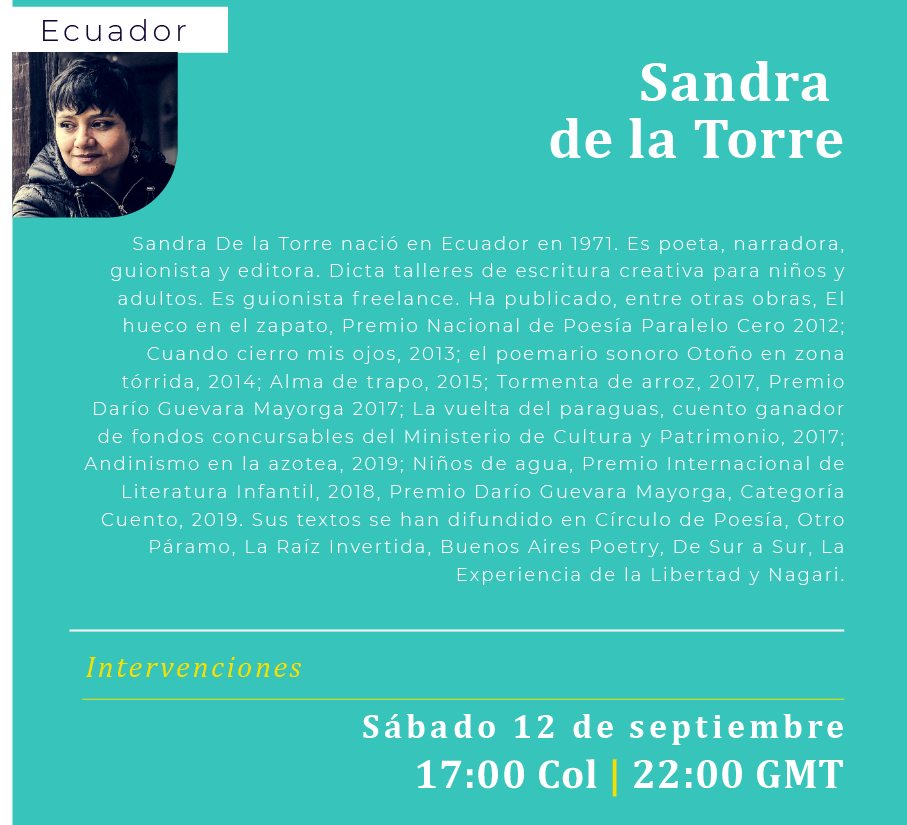 Ecuador
Sandra
de la Torre
Sandra De la Torre nació en Ecuador en 1971. Es poeta, narradora,
guionista y editora. Dicta talleres de escritura creativa para niños y
adultos. Es guionista freelance. Ha publicado, entre otras obras, El
hueco en el zapato, Premio Nacional de Poesía Paralelo Cero 2012;
Cuando cierro mis ojos, 2013; el poemario sonoro Otoño en zona
tórrida, 2014; Alma de trapo, 2015; Tormenta de arroz, 2017, Premio
Darío Guevara Mayorga 2017; La vuelta del paraguas, cuento ganador
de fondos concursables del Ministerio de Cultura y Patrimonio, 2017;
Andinismo en la azotea, 2019; Niños de agua, Premio Internacional de
Literatura Infantil, 2018, Premio Darío Guevara Mayorga, Categoría
Cuento, 2019. Sus textos se han difundido en Círculo de Poesía, Otro
Páramo, La Raíz Invertida, Buenos Aires Poetry, De Sur a Sur, La
Experiencia de la Libertad y Nagari.
Intervenciones
Sábado 12 de septiembre
17:00 Col | 22:00 GMT